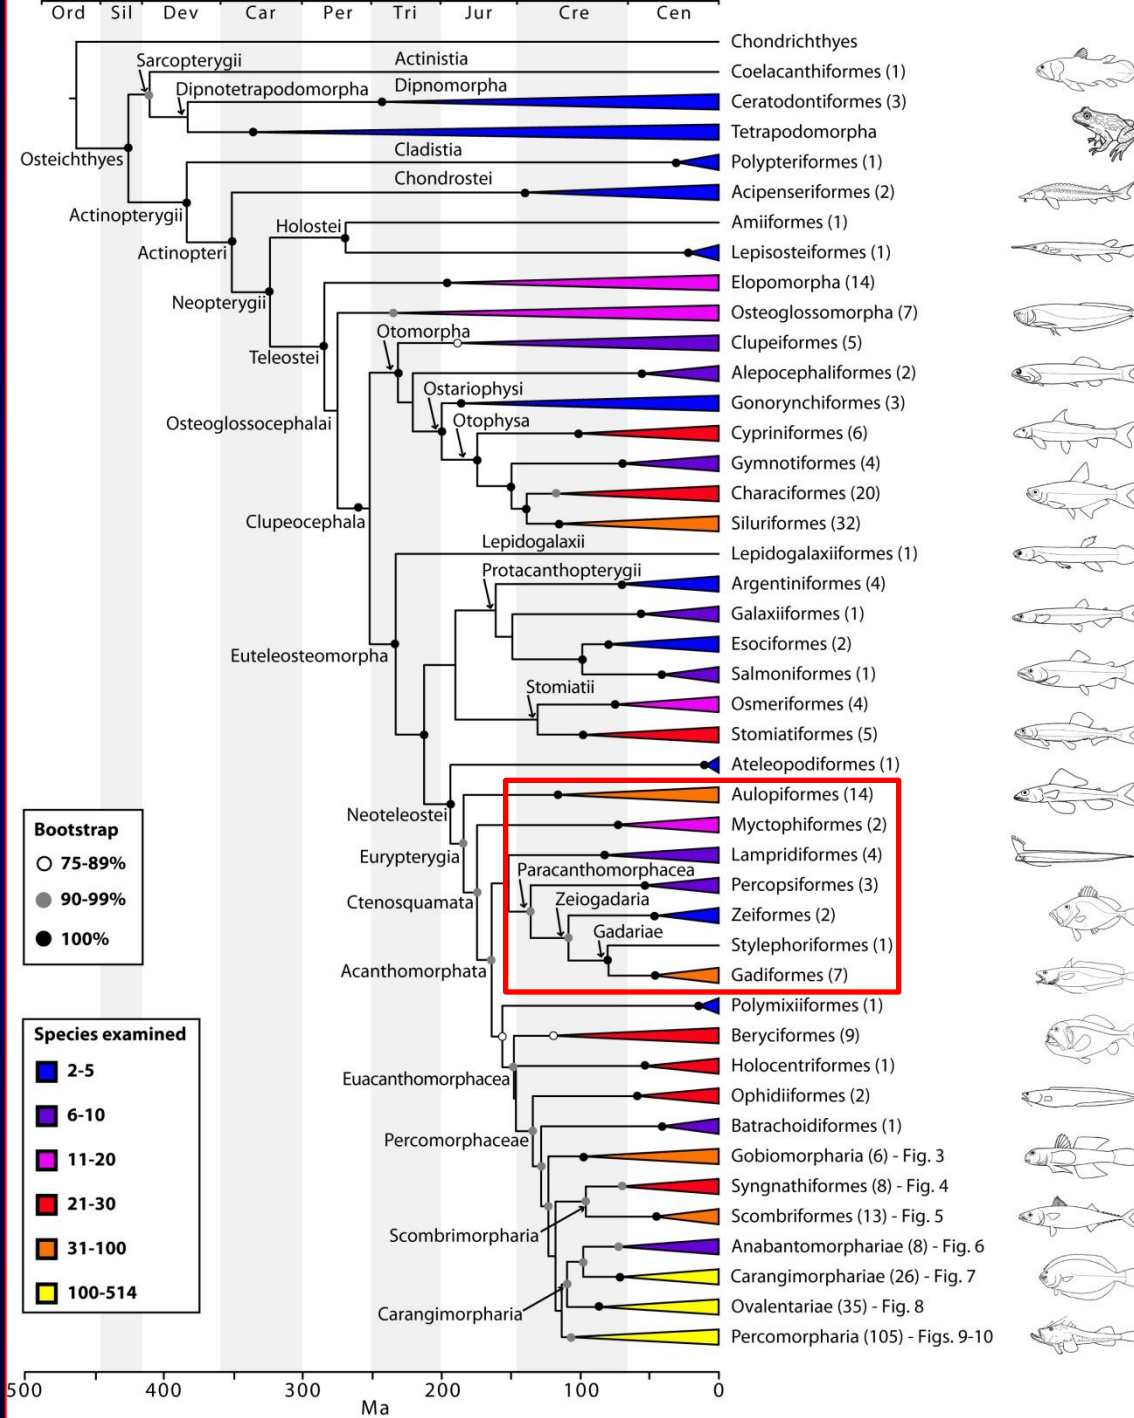 Ord Sil Dev Car Per Tri Jur Cre Cen
Chondrichthyes
Sarcopterygii Actinistia
Coelacanthiformes (1)
Dipnotetrapodomorpha Dipnomorpha
Ceratodontiformes (3)
Tetrapodomorpha
Osteichthyes Cladistia
Polypteriformes (1)
Chondrostei
Acipenseriformes (2)
Actinopterygii
Amiiformes (1)
Holostei
Actinopteri
Lepisosteiformes (1)
Elopomorpha (14)
Neopterygii
Osteoglossomorpha (7)
Otomorpha
Clupeiformes (5)
Teleostei
Alepocephaliformes (2)
Ostariophysi
Gonorynchiformes (3)
Osteoglossocephalai Otophysa
Cypriniformes (6)
Gymnotiformes (4)
Characiformes (20)
Clupeocephala
Siluriformes (32)
Lepidogalaxii
Lepidogalaxiiformes (1)
Protacanthopterygii
Argentiniformes (4)
Galaxiiformes (1)
Euteleosteomorpha
Esociformes (2)
Salmoniformes (1)
Stomiatii
Osmeriformes (4)
Stomiatiformes (5)
Ateleopodiformes (1)
Aulopiformes (14)
Neoteleostei
Myctophiformes (2)
Eurypterygia
Lampridiformes (4)
Paracanthomorphacea
Percopsiformes (3)
Ctenosquamata Zeiogadaria
Zeiformes (2)
Gadariae
Stylephoriformes (1)
Acanthomorphata
Gadiformes (7)
Polymixiiformes (1)
Beryciformes (9)
Holocentriformes (1)
Euacanthomorphacea
Ophidiiformes (2)
Batrachoidiformes (1)
Percomorphaceae
Gobiomorpharia (6) - Fig. 3
Syngnathiformes (8) - Fig. 4
Scombriformes (13) - Fig. 5
Scombrimorpharia
Anabantomorphariae (8) - Fig. 6
Carangimorphariae (26) - Fig. 7
Ovalentariae (35) - Fig. 8
Carangimorpharia
Percomorpharia (105) - Figs. 9-10
Bootstrap
75-89%
90-99%
100%
Species examined
2-5
6-10
11-20
21-30
31-100
100-514
500 400 300 200 100 0
Ma